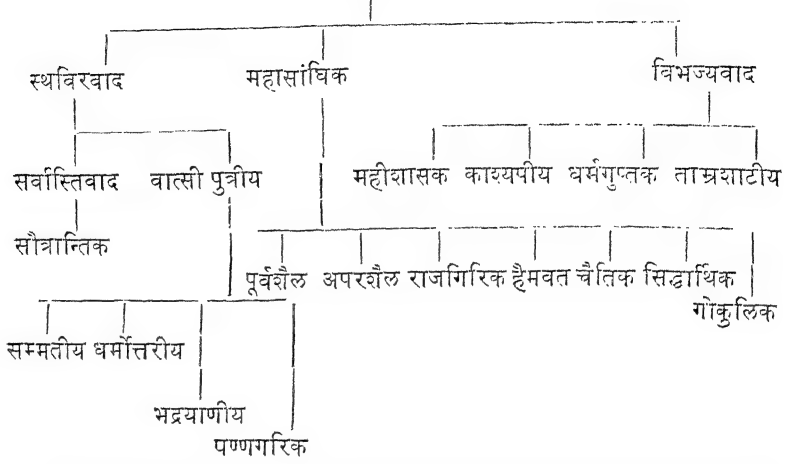 स्थविरवाद महासांघिक विभज्यवाद
सर्वास्तिवाद वात्सी पुत्रीय महीशासक काश्यपीय धर्मगुप्तक ताम्रशाटीय
सौत्रान्तिक
पूर्वशैल अपरशैल राजगिरिक हैमवत चैतिक सिद्धार्थिक
गोकुलिक
सम्मतीय धर्मोत्तरीय
भद्रयाणीय
पण्णगरिक